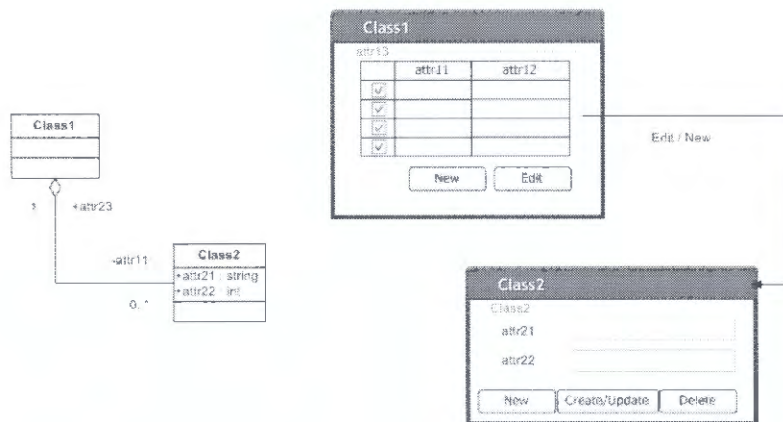 Class1
1
+attr23
-attr11
Class2
+attr21 : string
+attr22 : int
0..*
Class1
attr13
attr11 attr12
New Edit
Edit / New
Class2
Class2
attr21
attr22
New Create/Update Delete